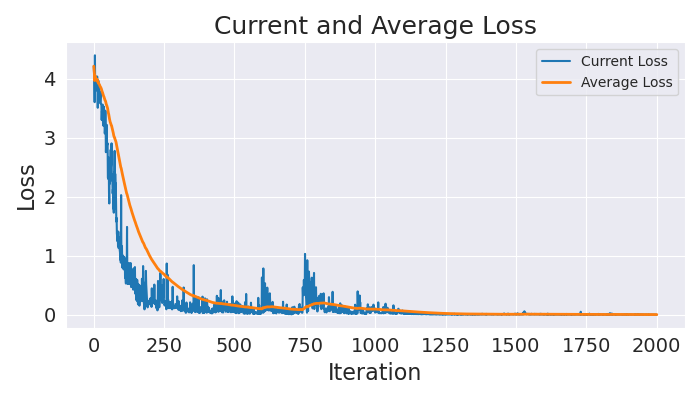 Current and Average Loss
Current Loss
Average Loss
Loss
4
3
2
1
0
0 250 500 750 1000 1250 1500 1750 2000
Iteration